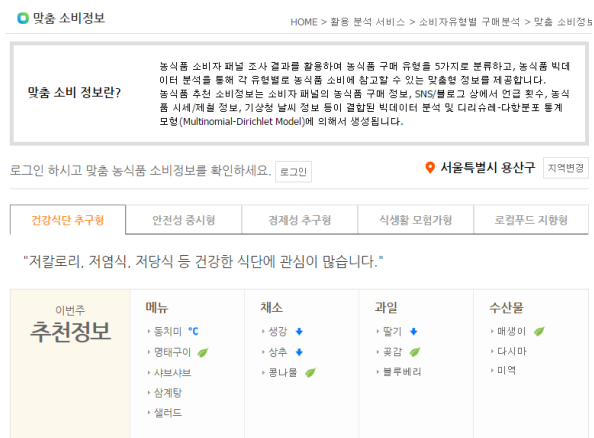 맞춤 소비정보
HOME > 활용 분석 서비스 > 소비자유형별 구매분석 > 맞춤 소비정보
맞춤 소비 정보란?
농식품 소비자 패널 조사 결과를 활용하여 농식품 구매 유형을 5가지로 분류하고, 농식품 빅데
이터 분석을 통해 각 유형별로 농식품 소비에 참고할 수 있는 맞춤형 정보를 제공합니다.
농식품 추천 소비정보는 소비자 패널의 농식품 구매 정보, SNS/블로그 상에서 언급 횟수, 농식
품 시세/제철 정보, 기상청 날씨 정보 등이 결합된 빅데이터 분석 및 디리슈레-다항분포 통계
모형(Multinomial-Dirichlet Model)에 의해서 생성됩니다.
로그인 하시고 맞춤 농식품 소비정보를 확인하세요. 로그인
서울특별시 용산구 지역변경
건강식단 추구형 안전성 중시형 경제성 추구형 식생활 모험가형 로컬푸드 지향형
"저칼로리, 저염식, 저당식 등 건강한 식단에 관심이 많습니다."
이번주
추천정보
메뉴
동치미 °C
명태구이
샤브샤브
삼계탕
샐러드
채소
생강
상추
콩나물
과일
딸기
곶감
블루베리
수산물
매생이
다시마
미역